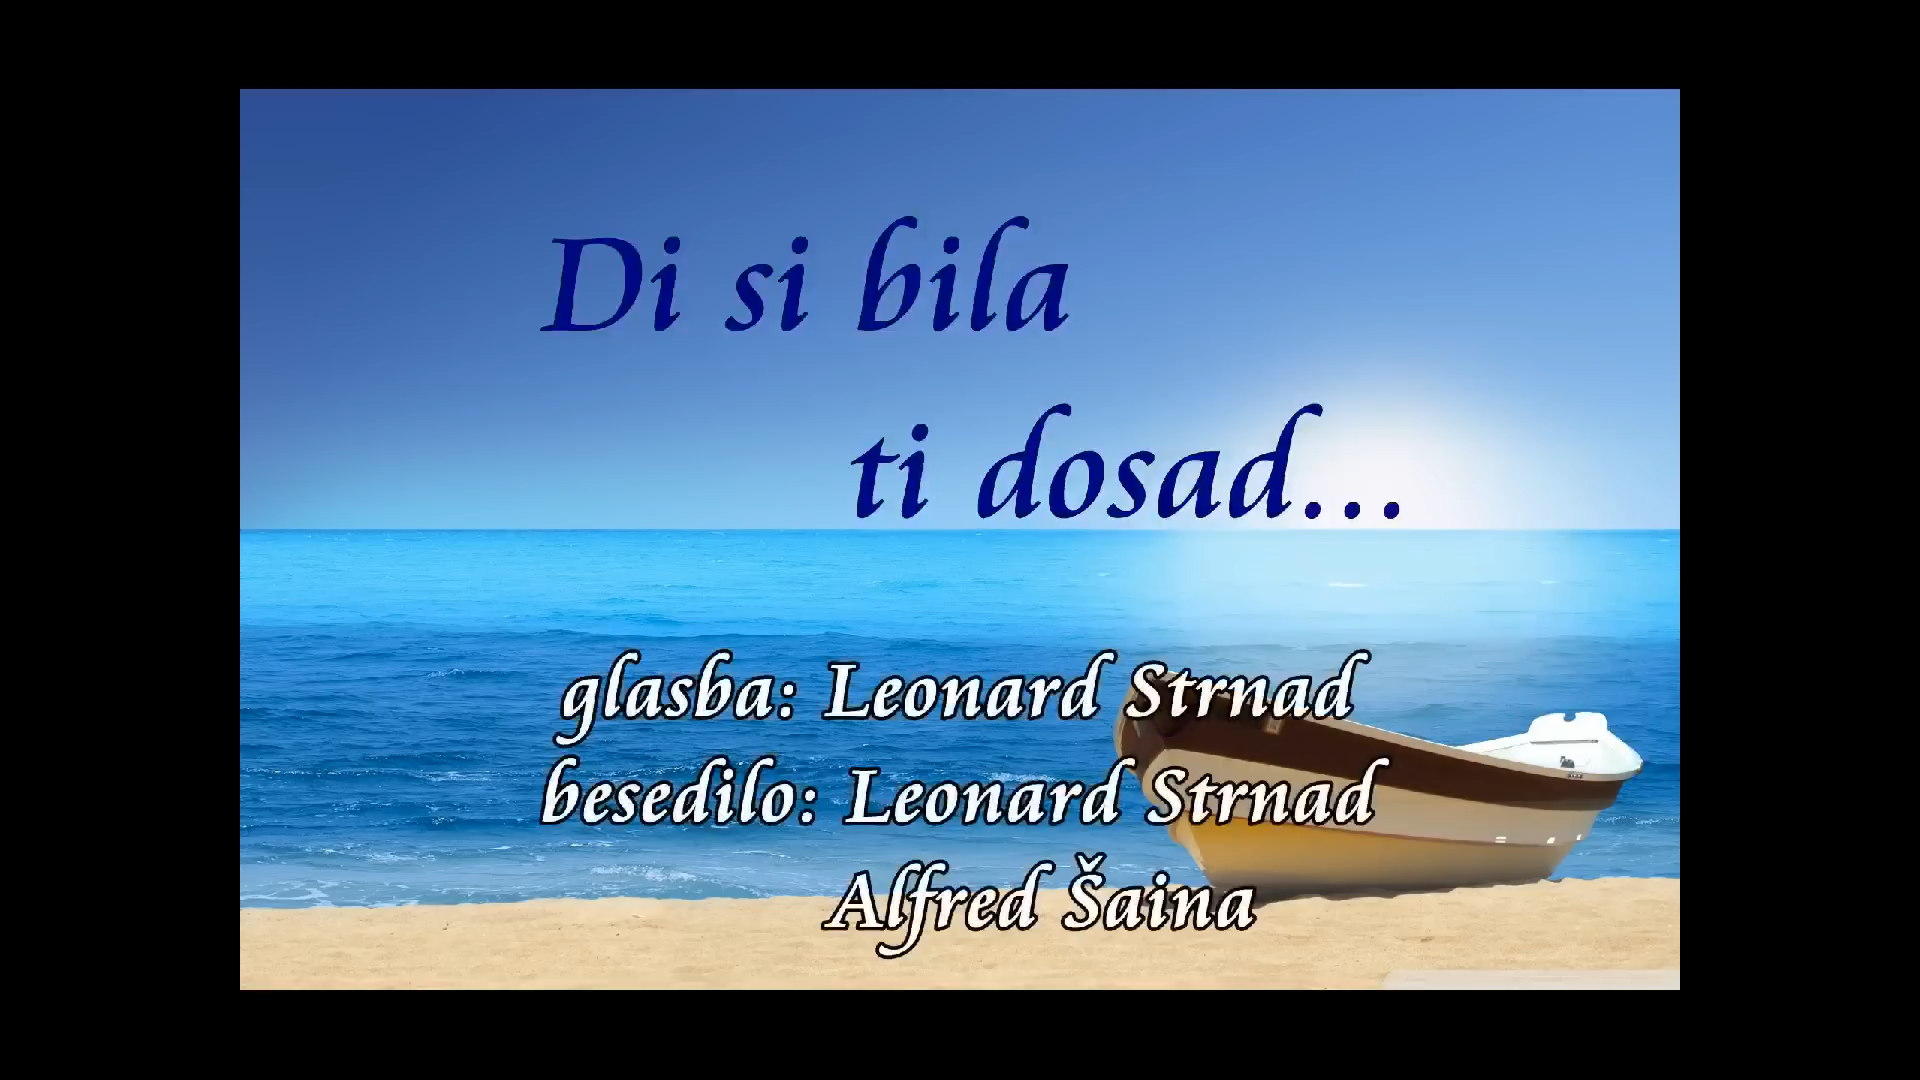 Di si bila
ti dosad...
glasba: Leonard Strnad
besedilo: Leonard Strnad
Alfred Šaina